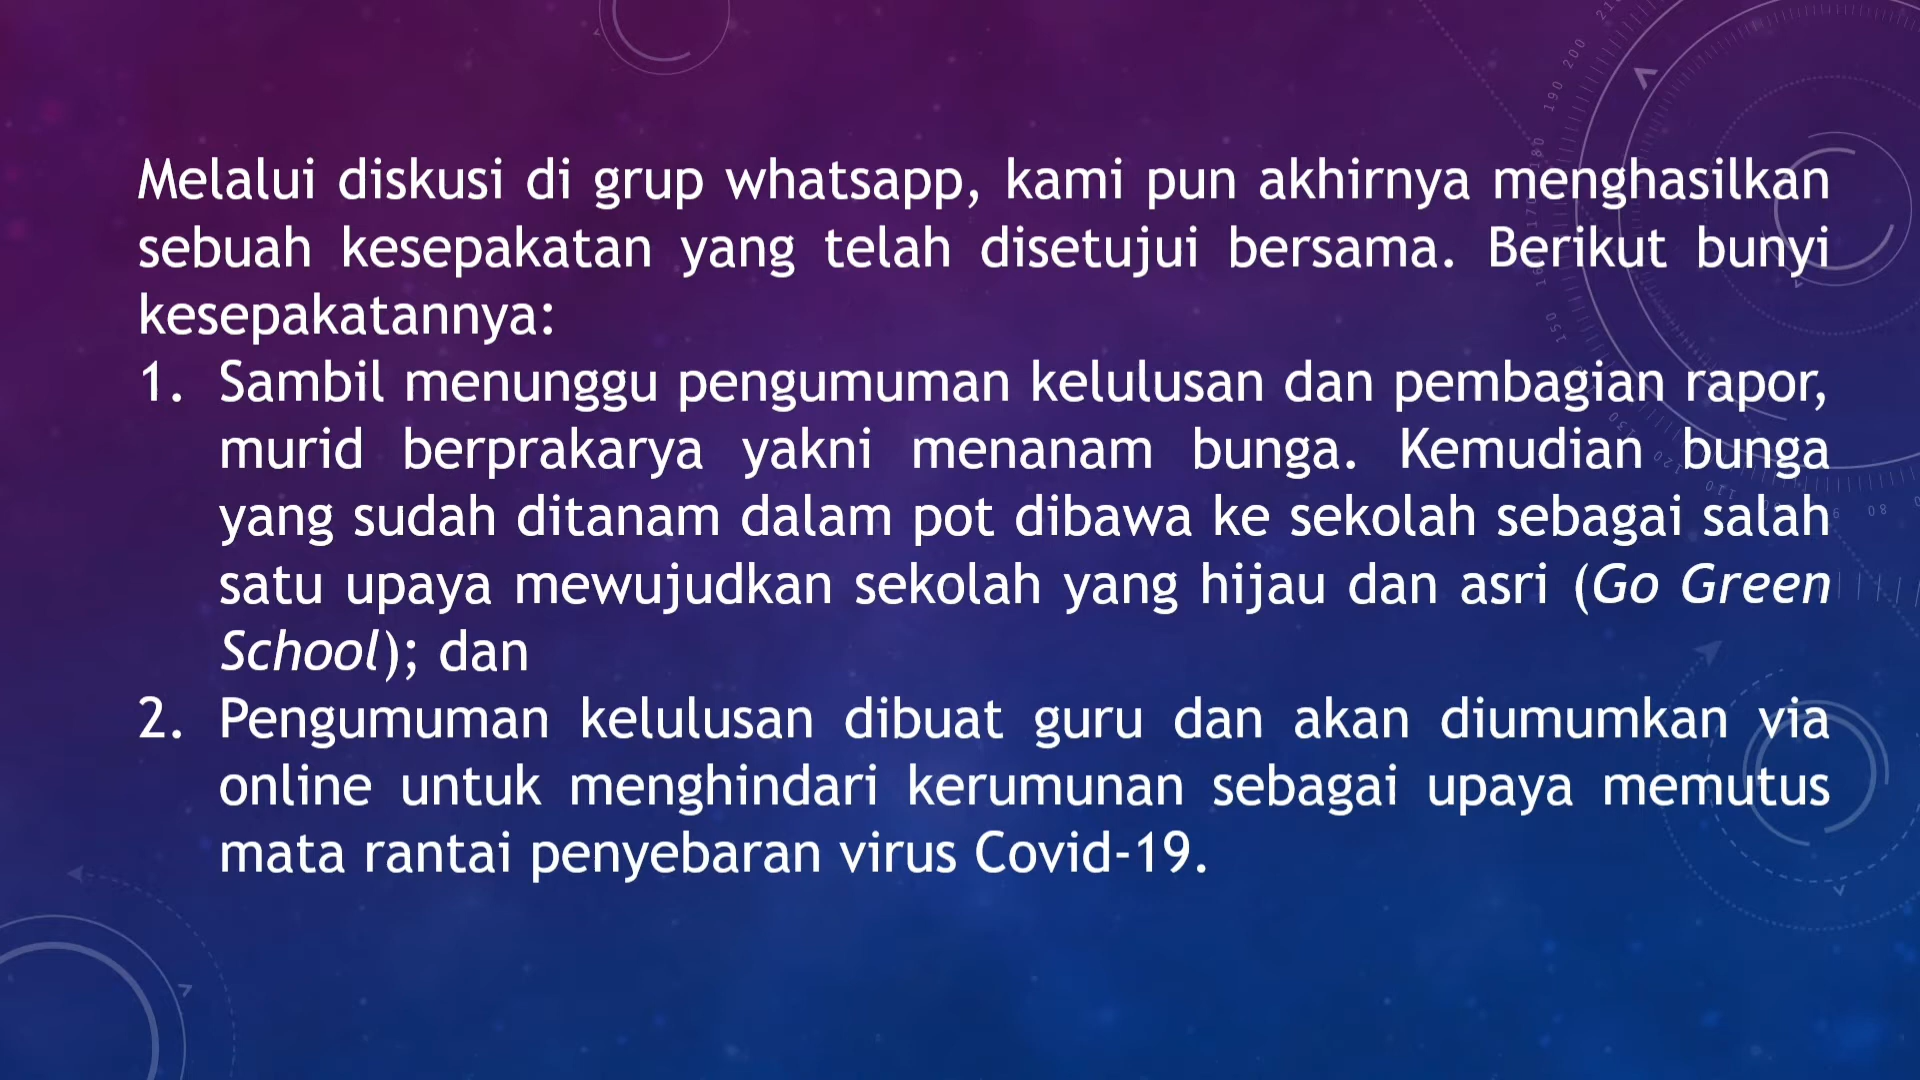 Melalui diskusi di grup whatsapp, kami pun akhirnya menghasilkan
sebuah kesepakatan yang telah disetujui bersama. Berikut bunyi
kesepakatannya:
1. Sambil menunggu pengumuman kelulusan dan pembagian rapor,
murid berprakarya yakni menanam bunga. Kemudian bunga
yang sudah ditanam dalam pot dibawa ke sekolah sebagai salah
satu upaya mewujudkan sekolah yang hijau dan asri (Go Green
School); dan
2. Pengumuman kelulusan dibuat guru dan akan diumumkan via
online untuk menghindari kerumunan sebagai upaya memutus
mata rantai penyebaran virus Covid-19.